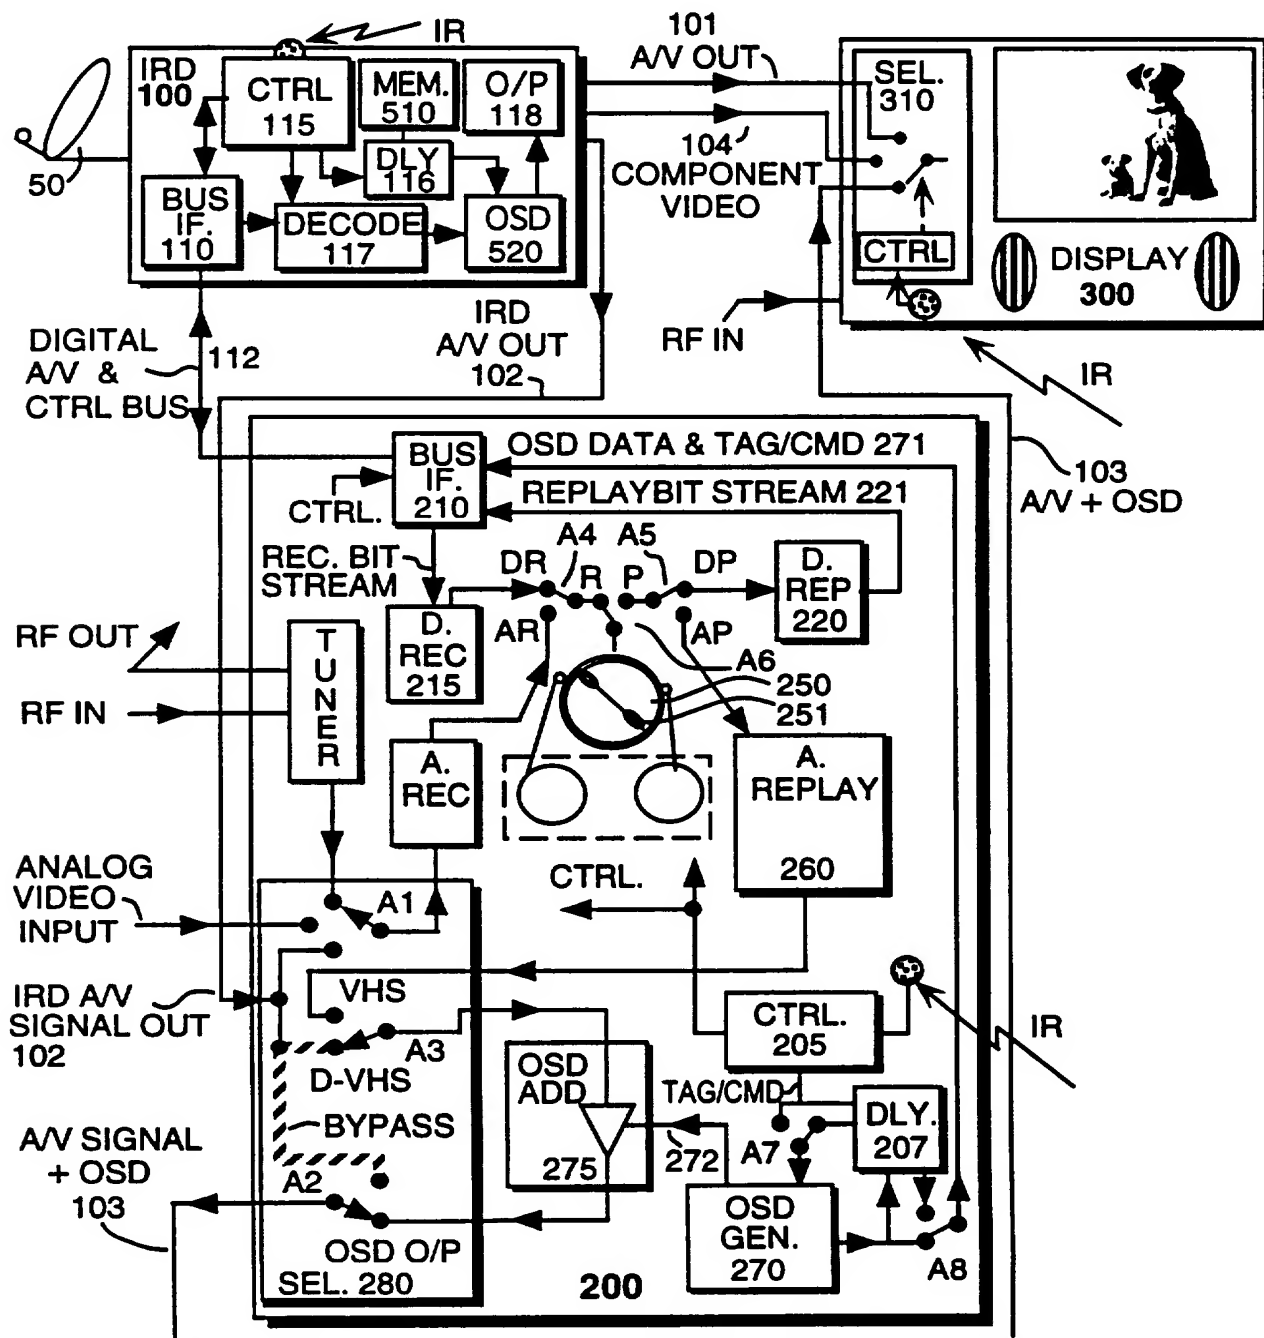 IR
101
A/V OUT
IRD
100
CTRL
115
MEM.
510
O/P
118
SEL.
310
50
DLY
116
BUS
IF.
110
DECODE
117
OSD
520
104
COMPONENT
VIDEO
CTRL
DISPLAY
300
DIGITAL
A/V &
CTRL BUS
112
IRD
A/V OUT
102
RF IN
IR
OSD DATA & TAG/CMD 271
BUS
IF.
210
CTRL.
REPLAYBIT STREAM 221
103
A/V + OSD
REC. BIT
STREAM
DR
A4
A5
R
P
DP
D.
REP
220
AR
AP
D.
REC
215
A6
RF OUT
TUNER
250
251
RF IN
A.
REC
A.
REPLAY
260
CTRL.
ANALOG
VIDEO
INPUT
A1
VHS
IRD A/V
SIGNAL OUT
102
A3
D-VHS
CTRL.
205
IR
OSD
ADD
275
TAG/CMD
DLY.
207
BYPASS
272
A7
A/V SIGNAL
+ OSD
103
A2
OSD
GEN.
270
A8
OSD O/P
SEL. 280
200